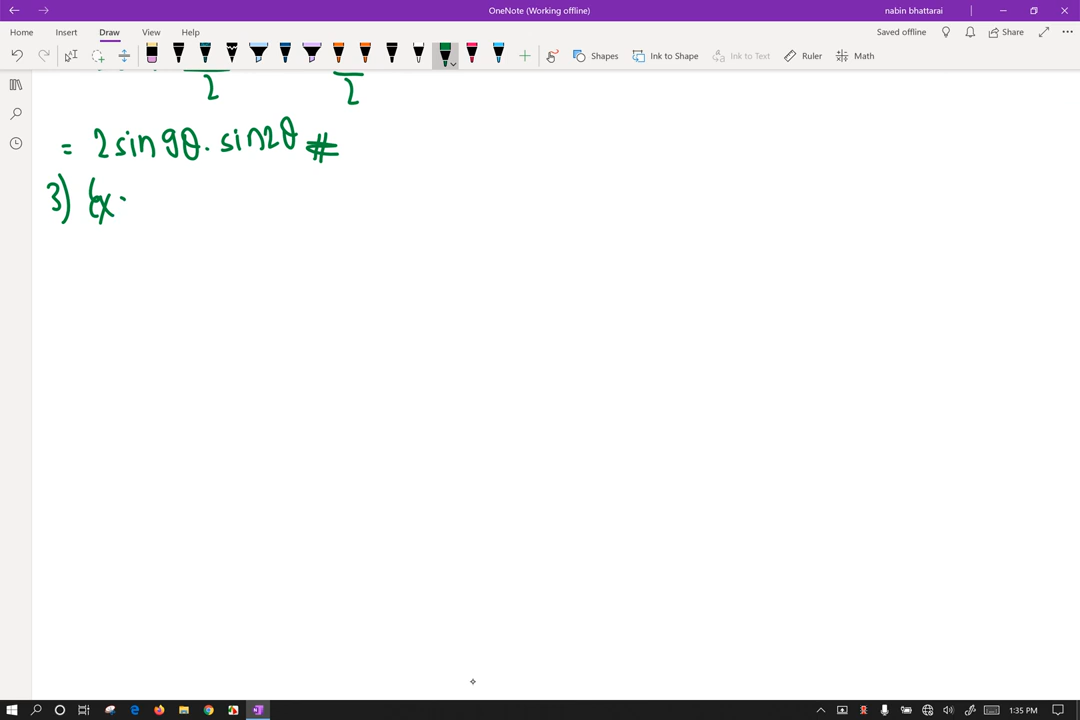 OneNote (Working offline)
nabin bhattarai
Home Insert Draw View Help
Saved offline Share
Shapes Ink to Shape Ink to Text Ruler Math
2 2
= 2 sin 9θ . sin 2θ #
3) Ex.
1:35 PM